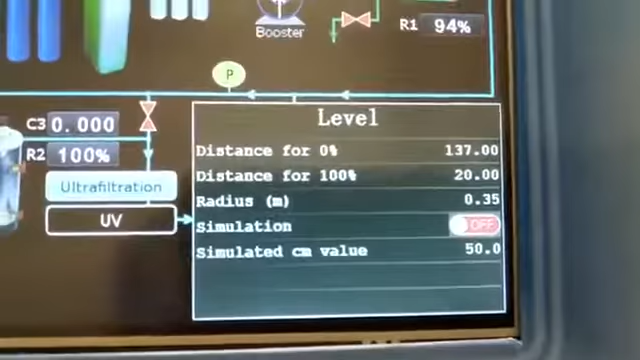 Booster
R1 94%
P
C3 0.000
R2 100%
Ultrafiltration
UV
Level
Distance for 0% 137.00
Distance for 100% 20.00
Radius (m) 0.35
Simulation OFF
Simulated cm value 50.0